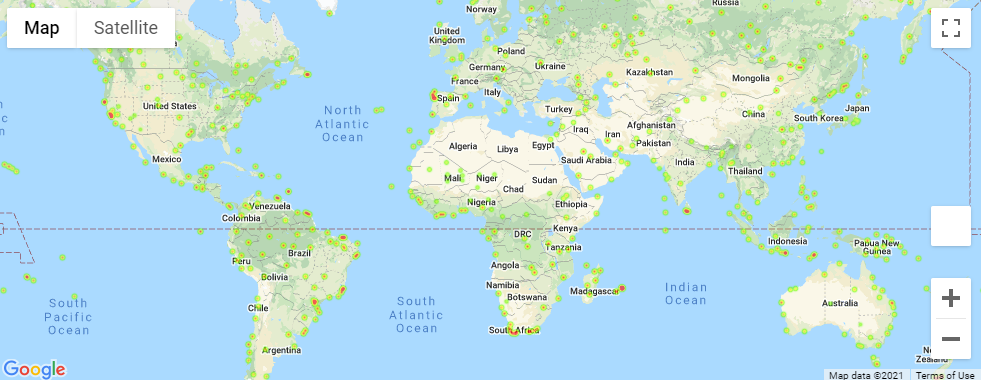 Map
Satellite
Norway
Russia
United
Kingdom
Poland
Germany
Ukraine
France
Kazakhstan
Mongolia
Italy
Spain
United States
Turkey
North
Atlantic
Ocean
China
Japan
South Korea
Iraq
Iran
Afghanistan
Pakistan
Algeria
Libya
Egypt
Saudi Arabia
Mexico
India
Thailand
Mali
Niger
Chad
Sudan
Nigeria
Ethiopia
Venezuela
Colombia
DRC
Kenya
Tanzania
Indonesia
Papua New
Guinea
Brazil
Peru
Angola
Bolivia
Namibia
Botswana
Madagascar
Indian
Ocean
South
Pacific
Ocean
South
Atlantic
Ocean
Chile
Australia
South Africa
Argentina
New
Zealand
Google
Map data ©2021
Terms of Use